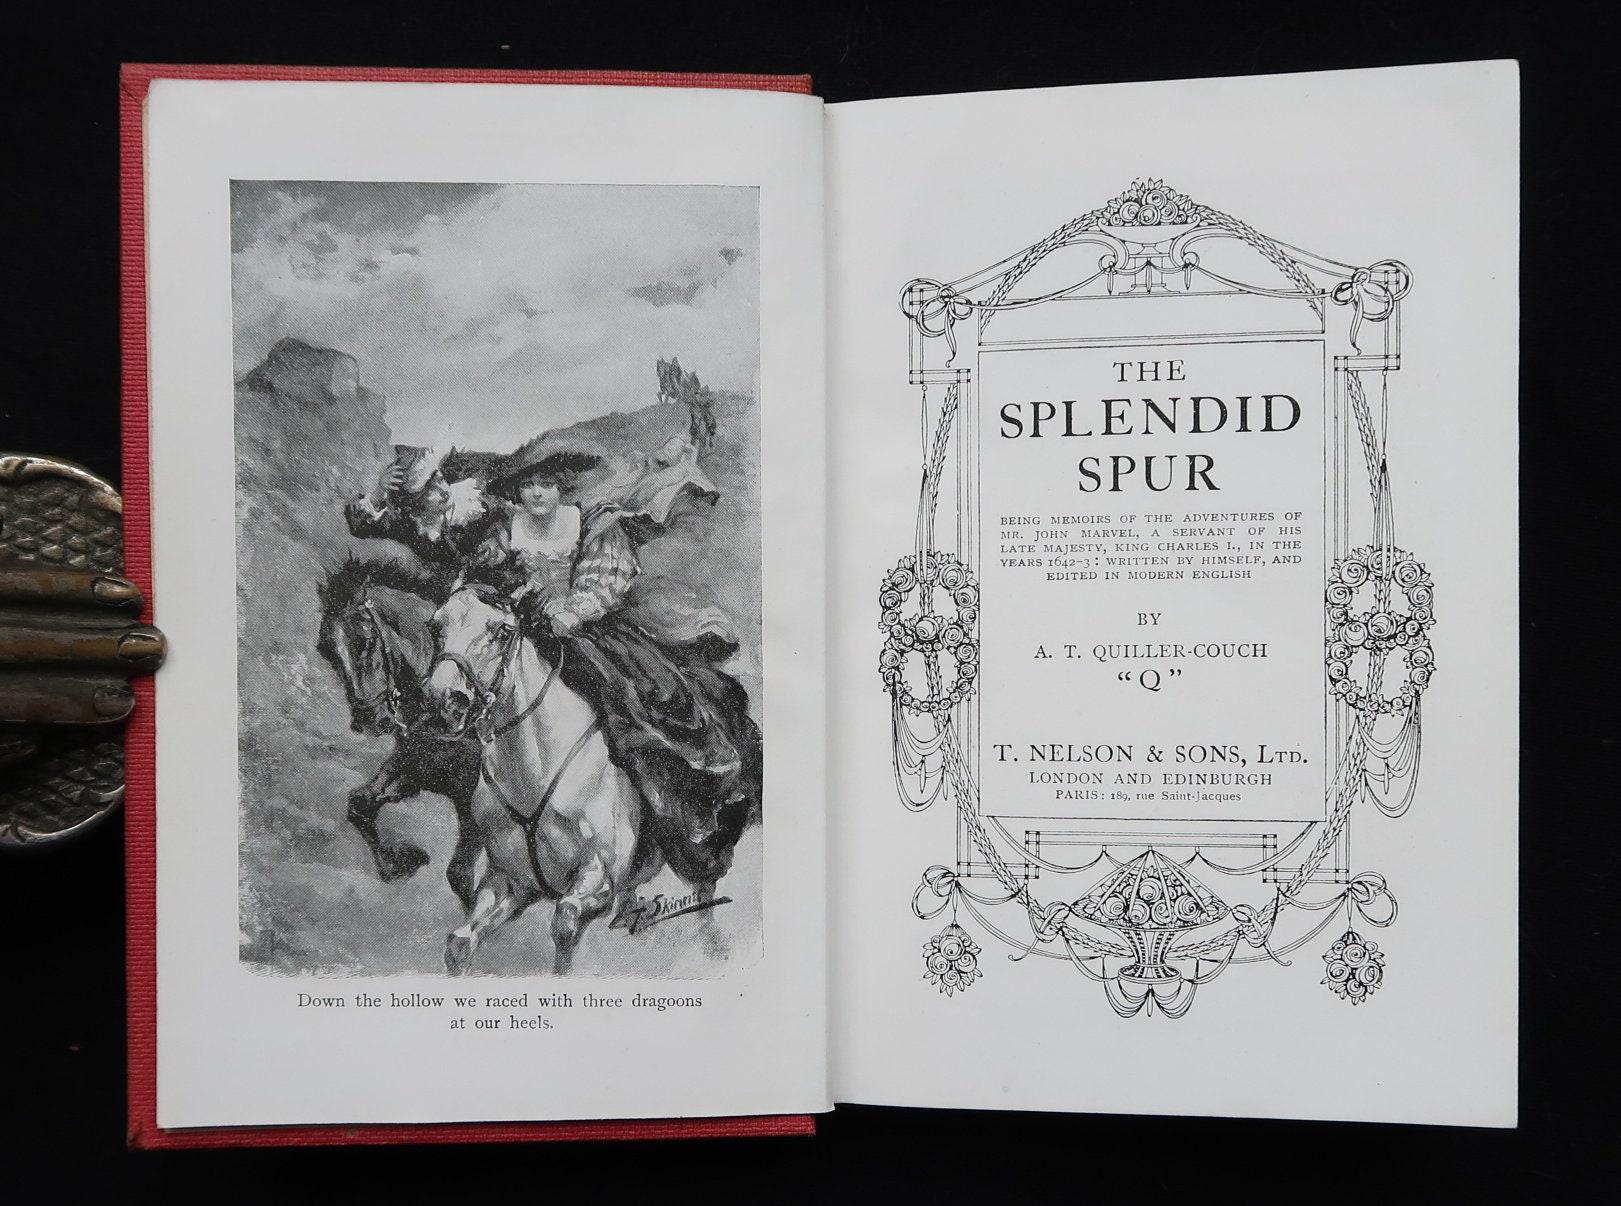 Skinner
Down the hollow we raced with three dragoons
at our heels.
THE
SPLENDID
SPUR
BEING MEMOIRS OF THE ADVENTURES OF
MR. JOHN MARVEL, A SERVANT OF HIS
LATE MAJESTY, KING CHARLES I., IN THE
YEARS 1642-3: WRITTEN BY HIMSELF, AND
EDITED IN MODERN ENGLISH
BY
A. T. QUILLER-COUCH
“Q”
T. NELSON & SONS, LTD.
LONDON AND EDINBURGH
PARIS: 189, rue Saint-Jacques